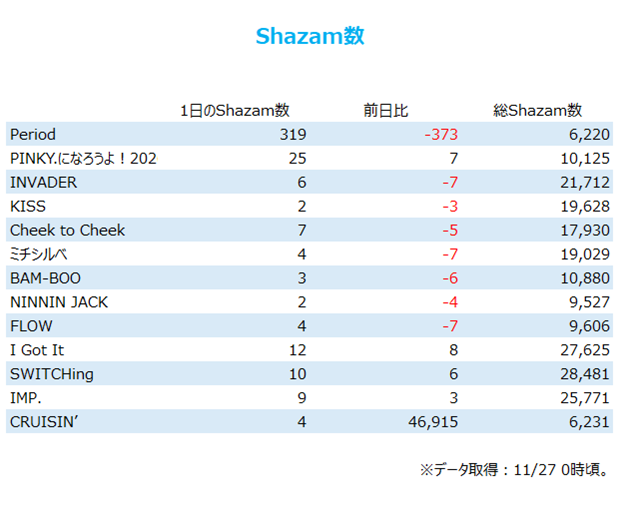 Shazam数
1日のShazam数 前日比 総Shazam数
Period 319 -373 6,220
PINKY.になろうよ！202 25 7 10,125
INVADER 6 -7 21,712
KISS 2 -3 19,628
Cheek to Cheek 7 -5 17,930
ミチシルベ 4 -7 19,029
BAM-BOO 3 -6 10,880
NINNIN JACK 2 -4 9,527
FLOW 4 -7 9,606
I Got It 12 8 27,625
SWITCHing 10 6 28,481
IMP. 9 3 25,771
CRUISIN’ 4 46,915 6,231
※データ取得：11/27 0時頃。